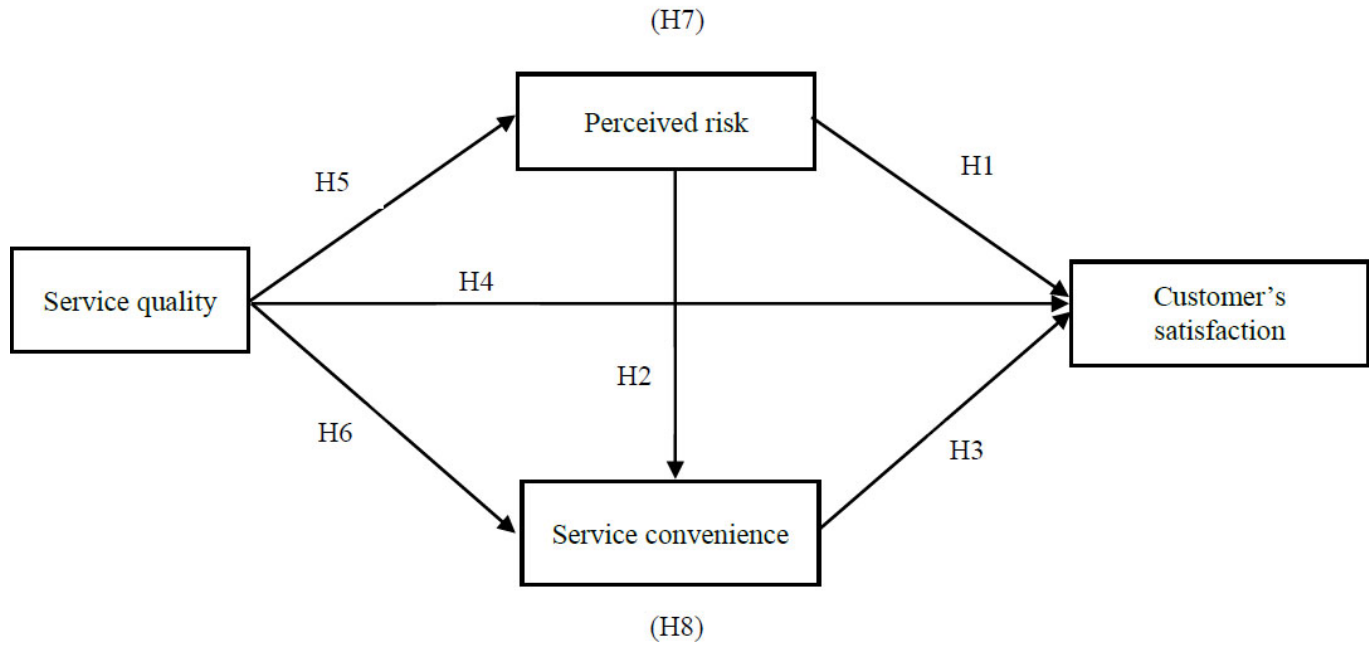 (H7)
Perceived risk
H5
H1
Service quality
H4
Customer’s
satisfaction
H2
H6
H3
Service convenience
(H8)